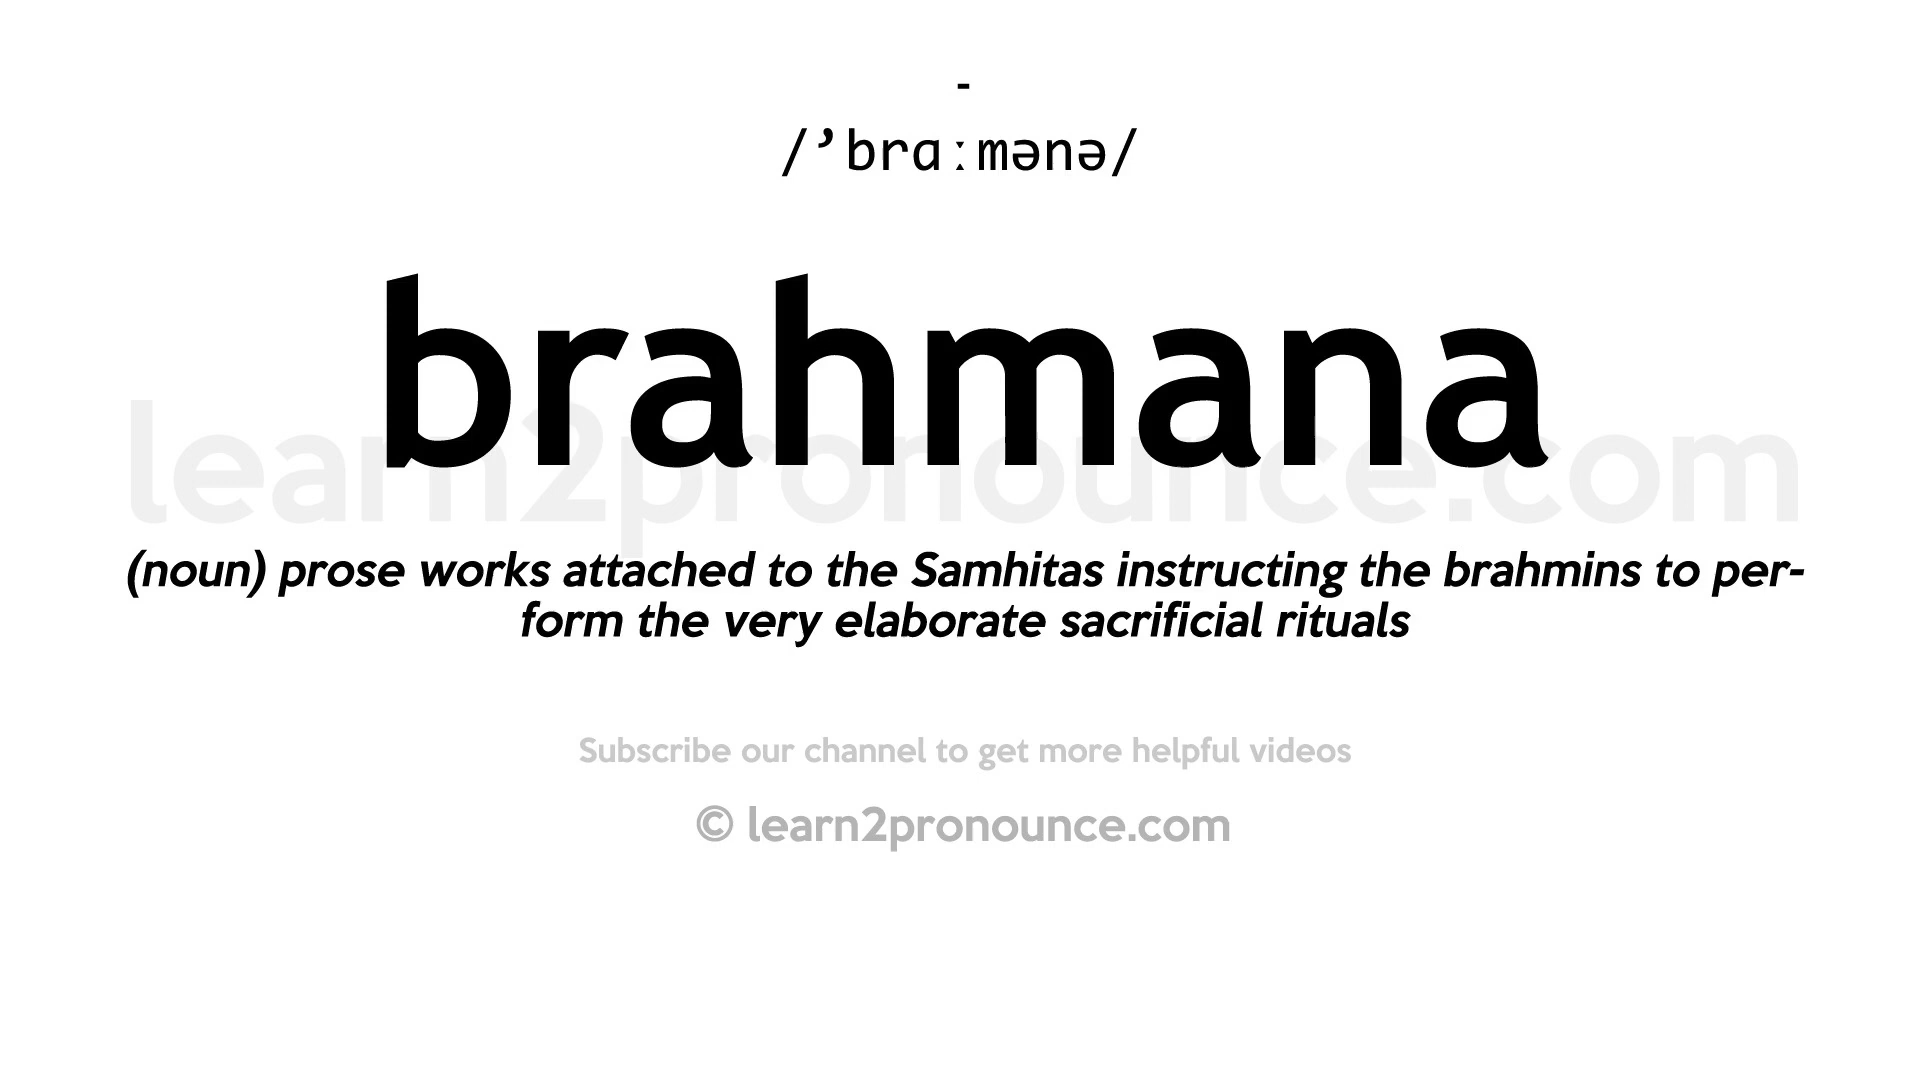 -
/ʼbrɑːmənə/
brahmana
learn2pronounce.com
(noun) prose works attached to the Samhitas instructing the brahmins to per-
form the very elaborate sacrificial rituals
Subscribe our channel to get more helpful videos
© learn2pronounce.com